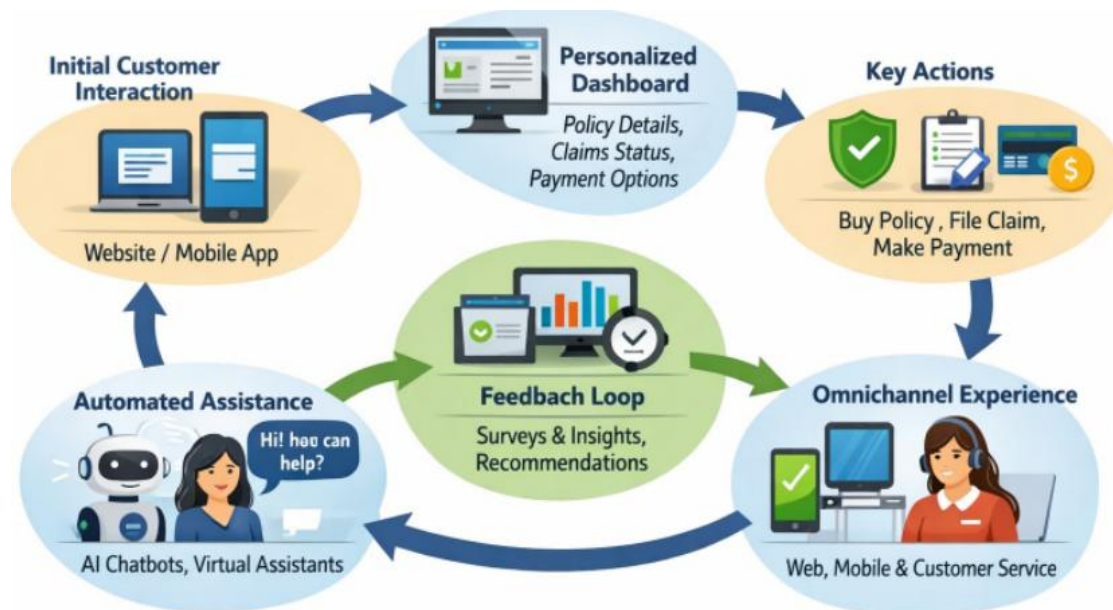 Initial Customer
Interaction
Website / Mobile App
Personalized
Dashboard
Policy Details,
Claims Status,
Payment Options
Key Actions
$
Buy Policy , File Claim,
Make Payment
Feedbach Loop
Surveys & Insights,
Recommendations
Automated Assistance
Hi! hou can
help?
AI Chatbots, Virtual Assistants
Omnichannel Experience
Web, Mobile & Customer Service